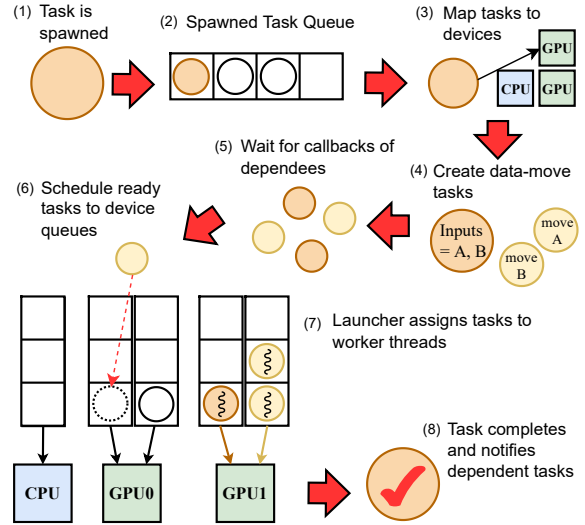 (1) Task is
spawned
(2) Spawned Task Queue
(3) Map tasks to
devices
GPU
CPU GPU
(4) Create data-move
tasks
Inputs
= A, B
move
A
move
B
(5) Wait for callbacks of
dependees
(6) Schedule ready
tasks to device
queues
(7) Launcher assigns tasks to
worker threads
CPU GPU0 GPU1
(8) Task completes
and notifies
dependent tasks